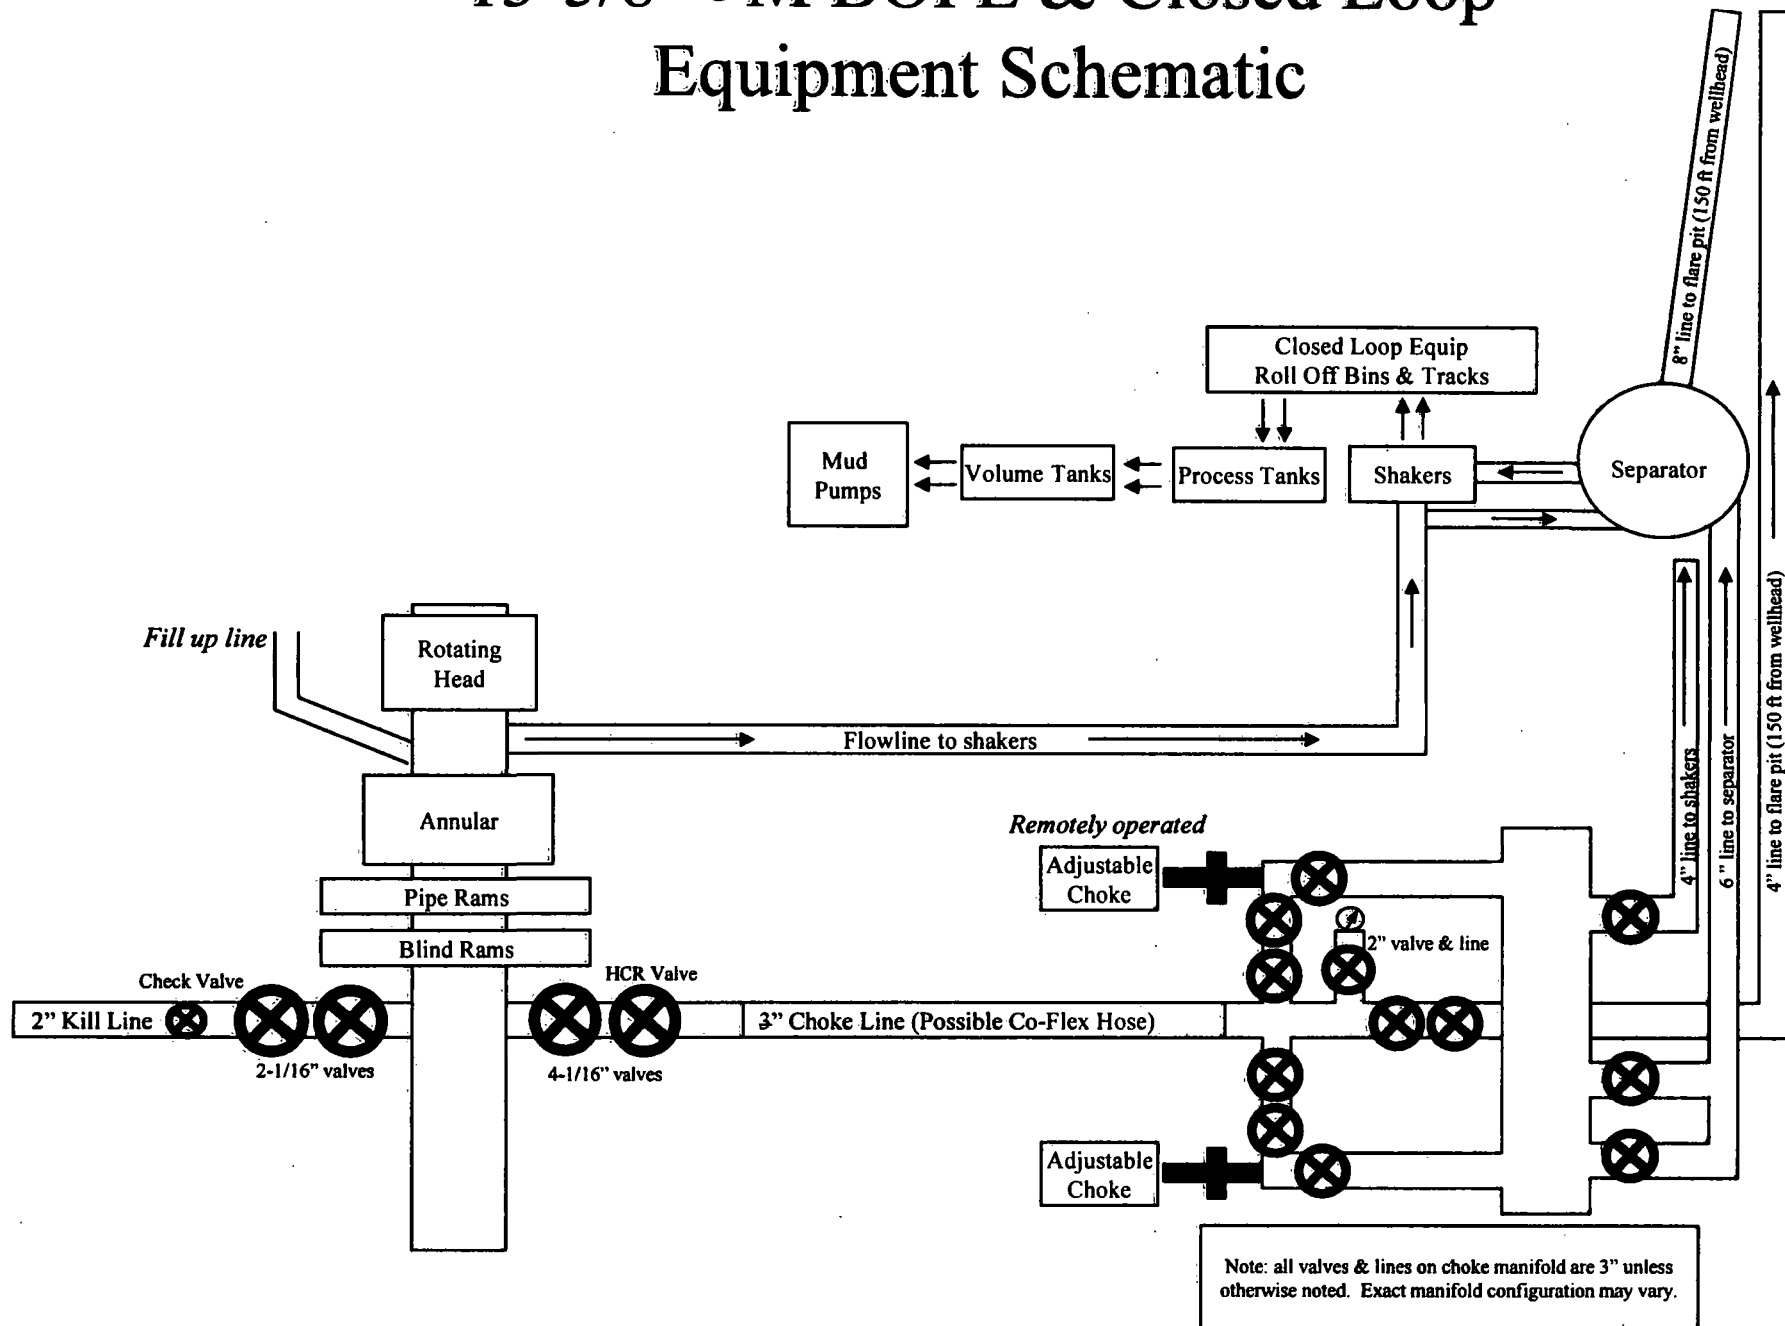 Equipment Schematic
8" line to flare pit (150 ft from wellhead)
Closed Loop Equip
Roll Off Bins & Tracks
Mud
Pumps
Volume Tanks
Process Tanks
Shakers
Separator
Fill up line
Rotating
Head
Flowline to shakers
Annular
Pipe Rams
Blind Rams
Remotely operated
Adjustable
Choke
2" valve & line
4" line to shakers
6" line to separator
4" line to flare pit (150 ft from wellhead)
Check Valve
HCR Valve
2" Kill Line
3" Choke Line (Possible Co-Flex Hose)
2-1/16" valves
4-1/16" valves
Adjustable
Choke
Note: all valves & lines on choke manifold are 3" unless
otherwise noted. Exact manifold configuration may vary.